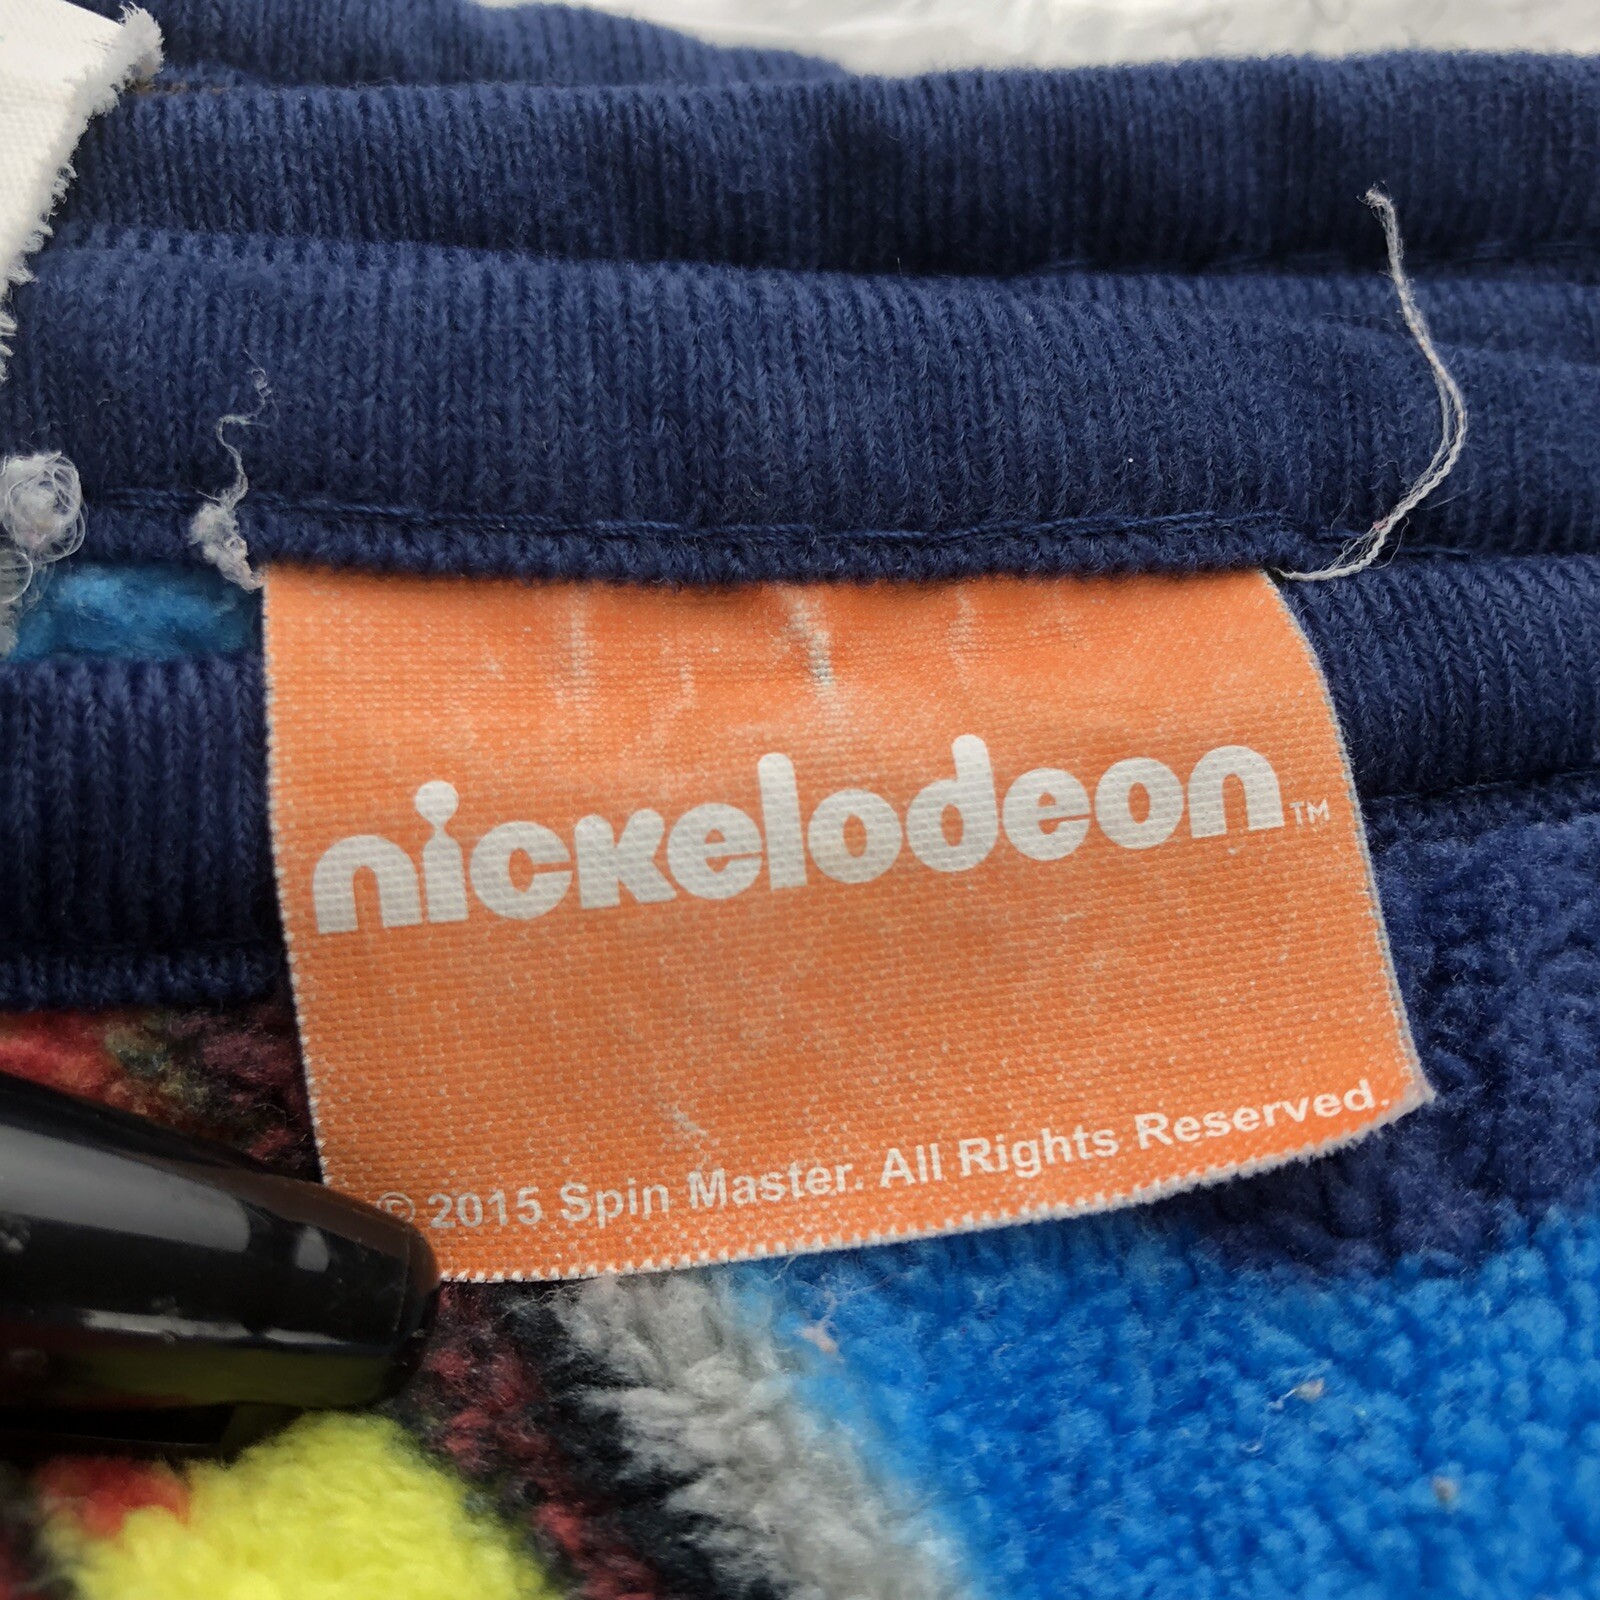 nickelodeon™
© 2015 Spin Master. All Rights Reserved.